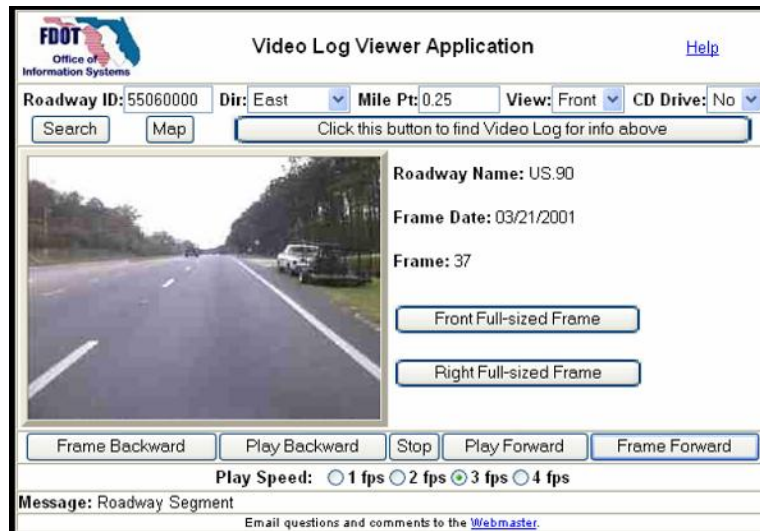 FDOT
Office of
Information Systems
Video Log Viewer Application
Help
Roadway ID: 55060000 Dir: East Mile Pt: 0.25 View: Front CD Drive: No
Search Map Click this button to find Video Log for info above
Roadway Name: US.90
Frame Date: 03/21/2001
Frame: 37
Front Full-sized Frame
Right Full-sized Frame
Frame Backward Play Backward Stop Play Forward Frame Forward
Play Speed: 1 fps 2 fps 3 fps 4 fps
Message: Roadway Segment
Email questions and comments to the Webmaster.